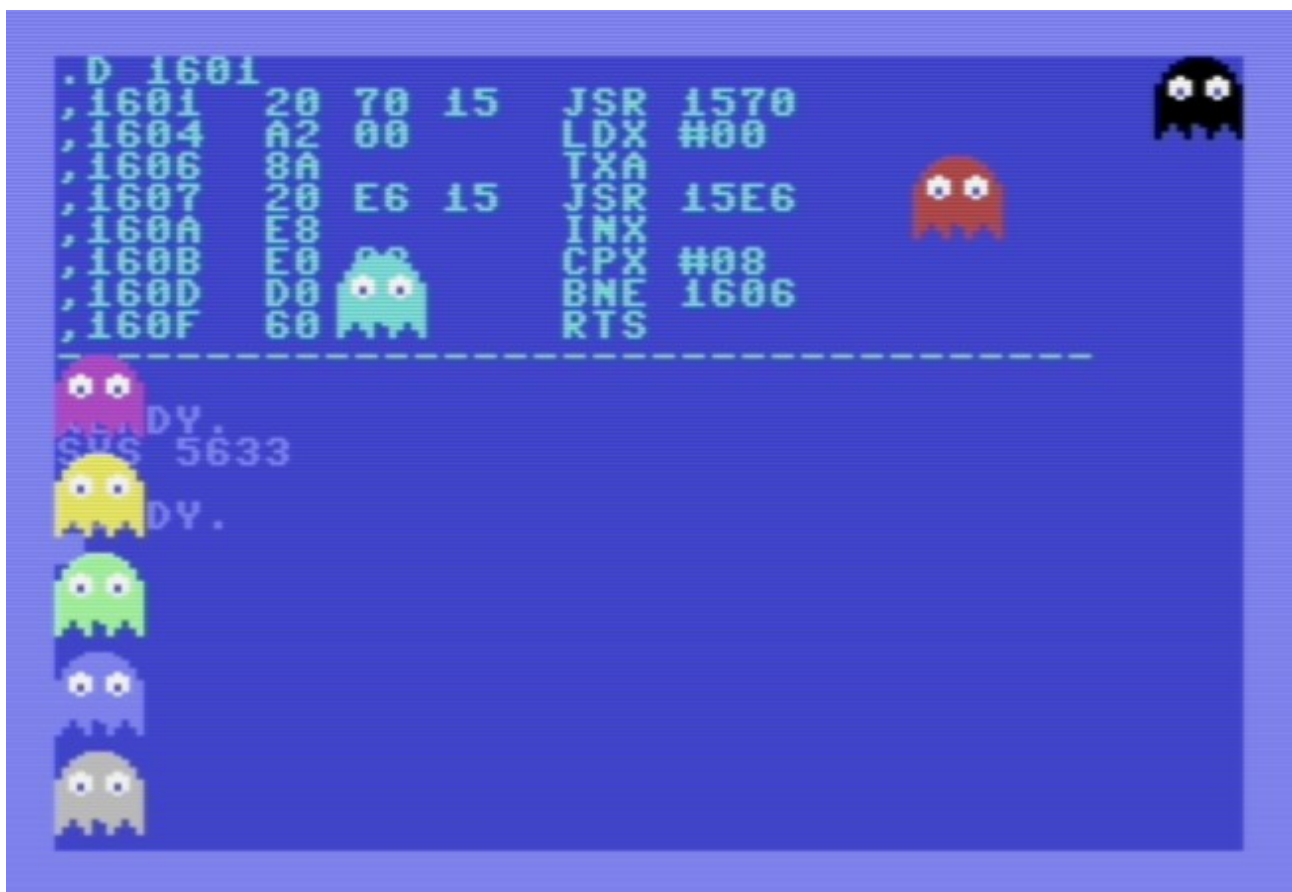 .D 1601
,1601  20 70 15   JSR 1570
,1604  A2 00      LDX #00
,1606  8A         TXA
,1607  20 E6 15   JSR 15E6
,160A  E8         INX
,160B  E0         CPX #08
,160D  D0         BNE 1606
,160F  60         RTS
-----------------------------------
DY.
SYS 5633
DY.